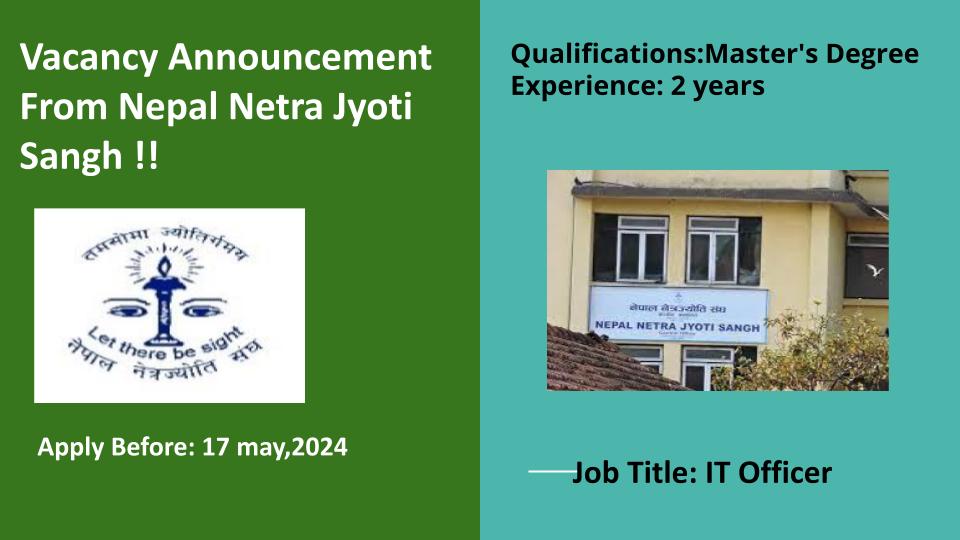 Vacancy Announcement
From Nepal Netra Jyoti
Sangh !!
तमसोमा ज्योतिर्गमय
Let there be sight
नेपाल नेत्रज्योति संघ
Apply Before: 17 may,2024
Qualifications:Master's Degree
Experience: 2 years
नेपाल नेत्रज्योति संघ
NEPAL NETRA JYOTI SANGH
Job Title: IT Officer